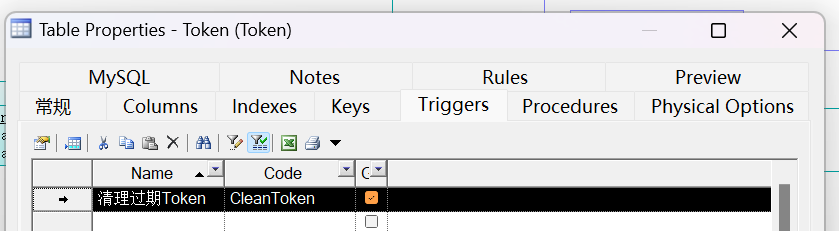 Table Properties - Token (Token)
MySQL Notes Rules Preview
常规 Columns Indexes Keys Triggers Procedures Physical Options
Name Code
清理过期Token CleanToken